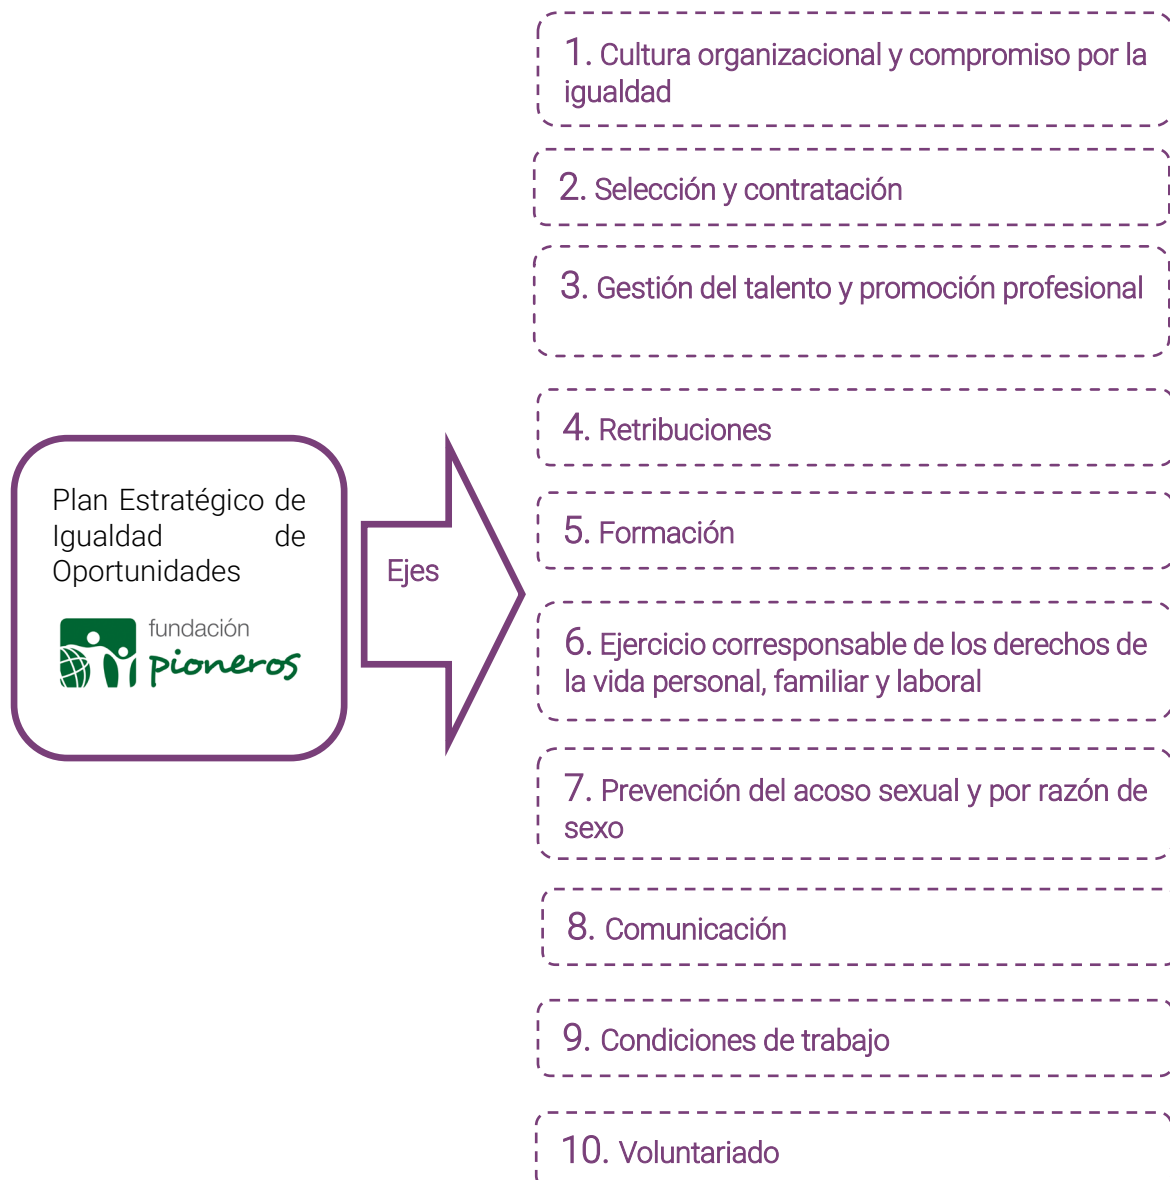 1. Cultura organizacional y compromiso por la
igualdad
2. Selección y contratación
3. Gestión del talento y promoción profesional
4. Retribuciones
5. Formación
6. Ejercicio corresponsable de los derechos de
la vida personal, familiar y laboral
7. Prevención del acoso sexual y por razón de
sexo
8. Comunicación
9. Condiciones de trabajo
10. Voluntariado
Plan Estratégico de
Igualdad de
Oportunidades
fundación
pioneros
Ejes